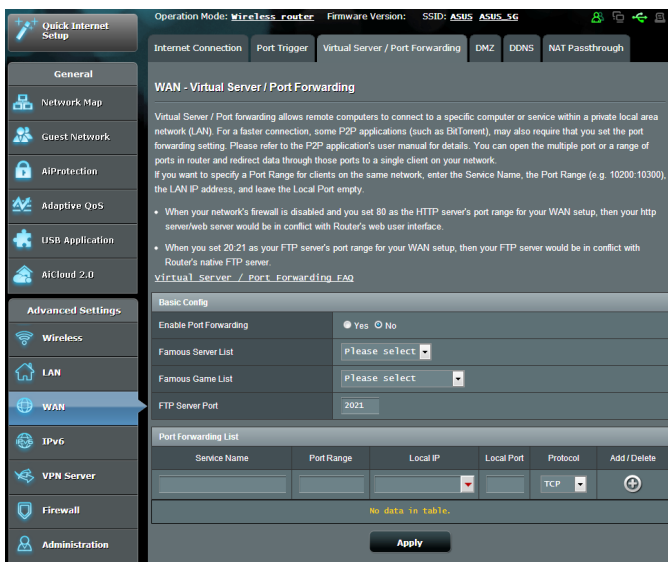 Quick Internet
Setup
Operation Mode: Wireless router Firmware Version: SSID: ASUS ASUS_5G
Internet Connection Port Trigger Virtual Server / Port Forwarding DMZ DDNS NAT Passthrough
General
Network Map
Guest Network
AiProtection
Adaptive QoS
USB Application
AiCloud 2.0
Advanced Settings
Wireless
LAN
WAN
IPv6
VPN Server
Firewall
Administration
WAN - Virtual Server / Port Forwarding
Virtual Server / Port forwarding allows remote computers to connect to a specific computer or service within a private local area
network (LAN). For a faster connection, some P2P applications (such as BitTorrent), may also require that you set the port
forwarding setting. Please refer to the P2P application's user manual for details. You can open the multiple port or a range of
ports in router and redirect data through those ports to a single client on your network.
If you want to specify a Port Range for clients on the same network, enter the Service Name, the Port Range (e.g. 10200:10300),
the LAN IP address, and leave the Local Port empty.
• When your network's firewall is disabled and you set 80 as the HTTP server's port range for your WAN setup, then your http
server/web server would be in conflict with Router's web user interface.
• When you set 20:21 as your FTP server's port range for your WAN setup, then your FTP server would be in conflict with
Router's native FTP server.
Virtual Server / Port Forwarding FAQ
Basic Config
Enable Port Forwarding Yes No
Famous Server List Please select
Famous Game List Please select
FTP Server Port 2021
Port Forwarding List
Service Name Port Range Local IP Local Port Protocol Add / Delete
TCP
No data in table.
Apply